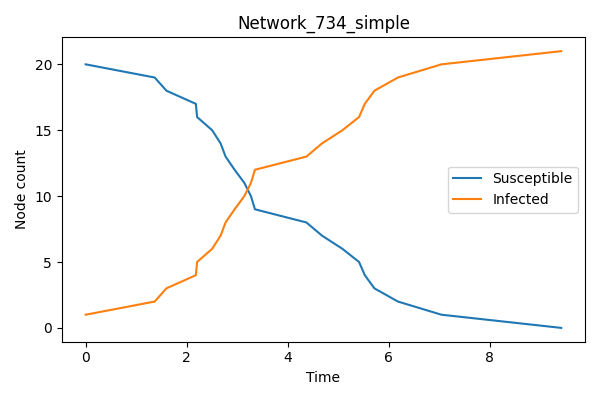 Network_734_simple
Node count
20
15
10
5
0
Susceptible
Infected
0 2 4 6 8
Time